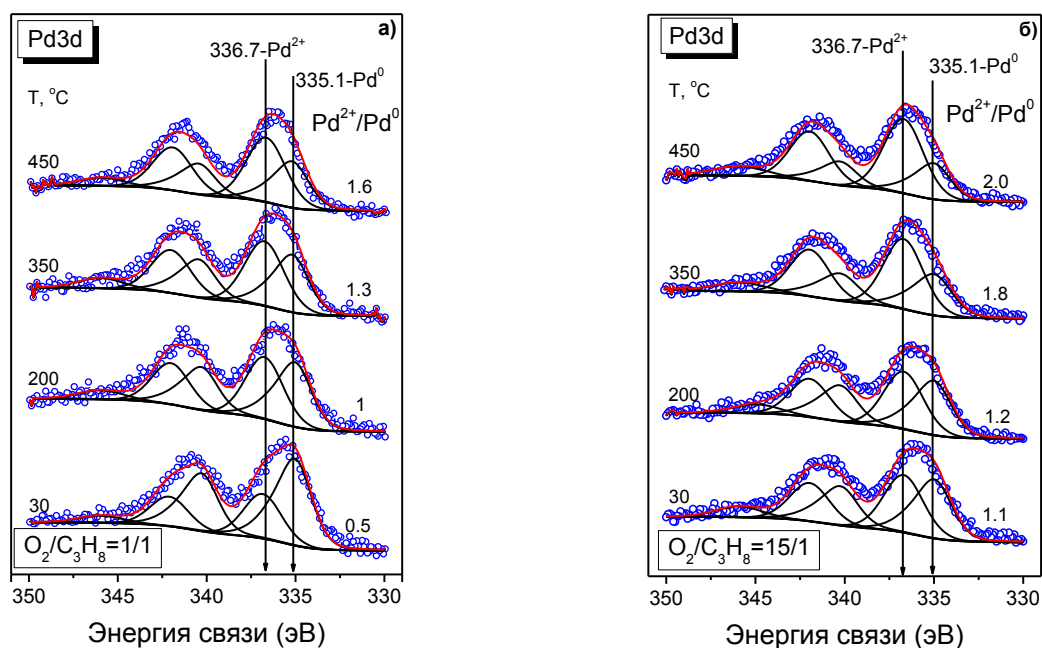 Pd3d
а)
336.7-Pd²⁺
335.1-Pd⁰
T, °C
Pd²⁺/Pd⁰
450
1.6
350
1.3
200
1
30
0.5
O₂/C₃H₈=1/1
350 345 340 335 330
Энергия связи (эВ)
Pd3d
б)
336.7-Pd²⁺
335.1-Pd⁰
T, °C
Pd²⁺/Pd⁰
450
2.0
350
1.8
200
1.2
30
1.1
O₂/C₃H₈=15/1
350 345 340 335 330
Энергия связи (эВ)